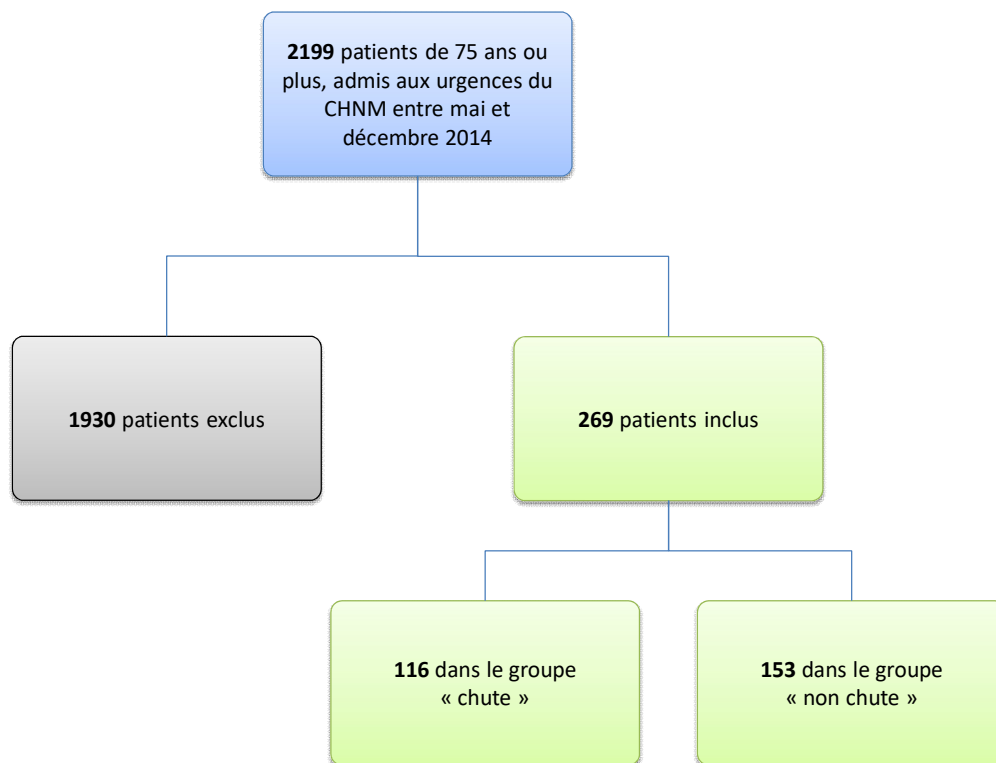 2199 patients de 75 ans ou
plus, admis aux urgences du
CHNM entre mai et
décembre 2014
1930 patients exclus
269 patients inclus
116 dans le groupe
« chute »
153 dans le groupe
« non chute »